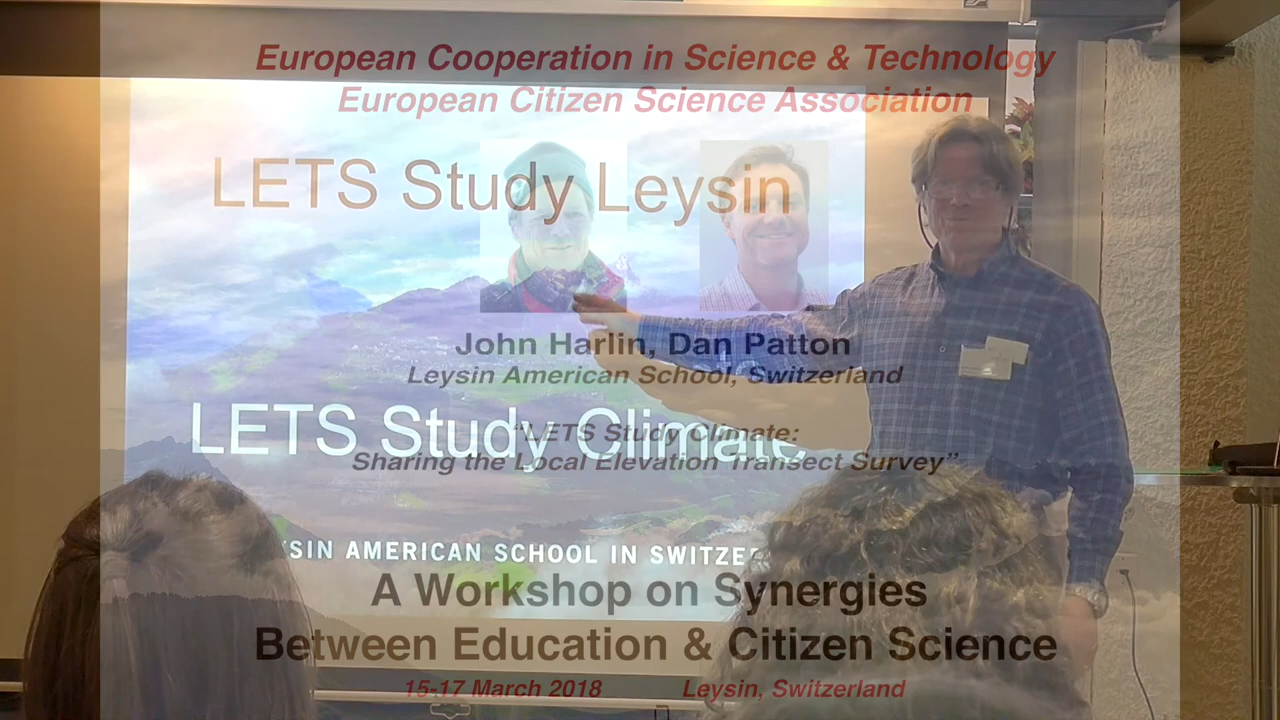 European Cooperation in Science & Technology
European Citizen Science Association
LETS Study Leysin
John Harlin, Dan Patton
Leysin American School, Switzerland
LETS Study Climate
“LETS Study Climate:
Sharing the Local Elevation Transect Survey”
SIN AMERICAN SCHOOL IN SWITZE
A Workshop on Synergies
Between Education & Citizen Science
15-17 March 2018 Leysin, Switzerland